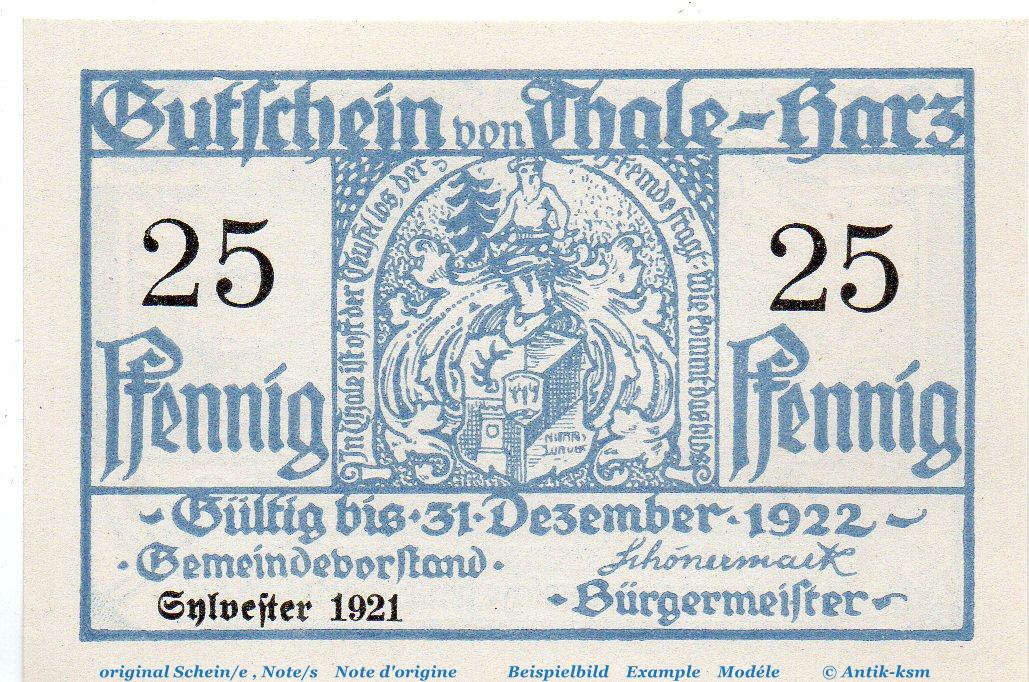 Gutschein von Thale-Harz
25
Pfennig
In Thale ist oft der Teufel los der
Fremde fragt: Wie kommt das blos
25
Pfennig
NIMM
Gültig bis · 31 · Dezember · 1922
· Gemeindevorstand ·
Sylvester 1921
Schönermark
Bürgermeister
original Schein/e , Note/s Note d'origine Beispielbild Example Modéle © Antik-ksm